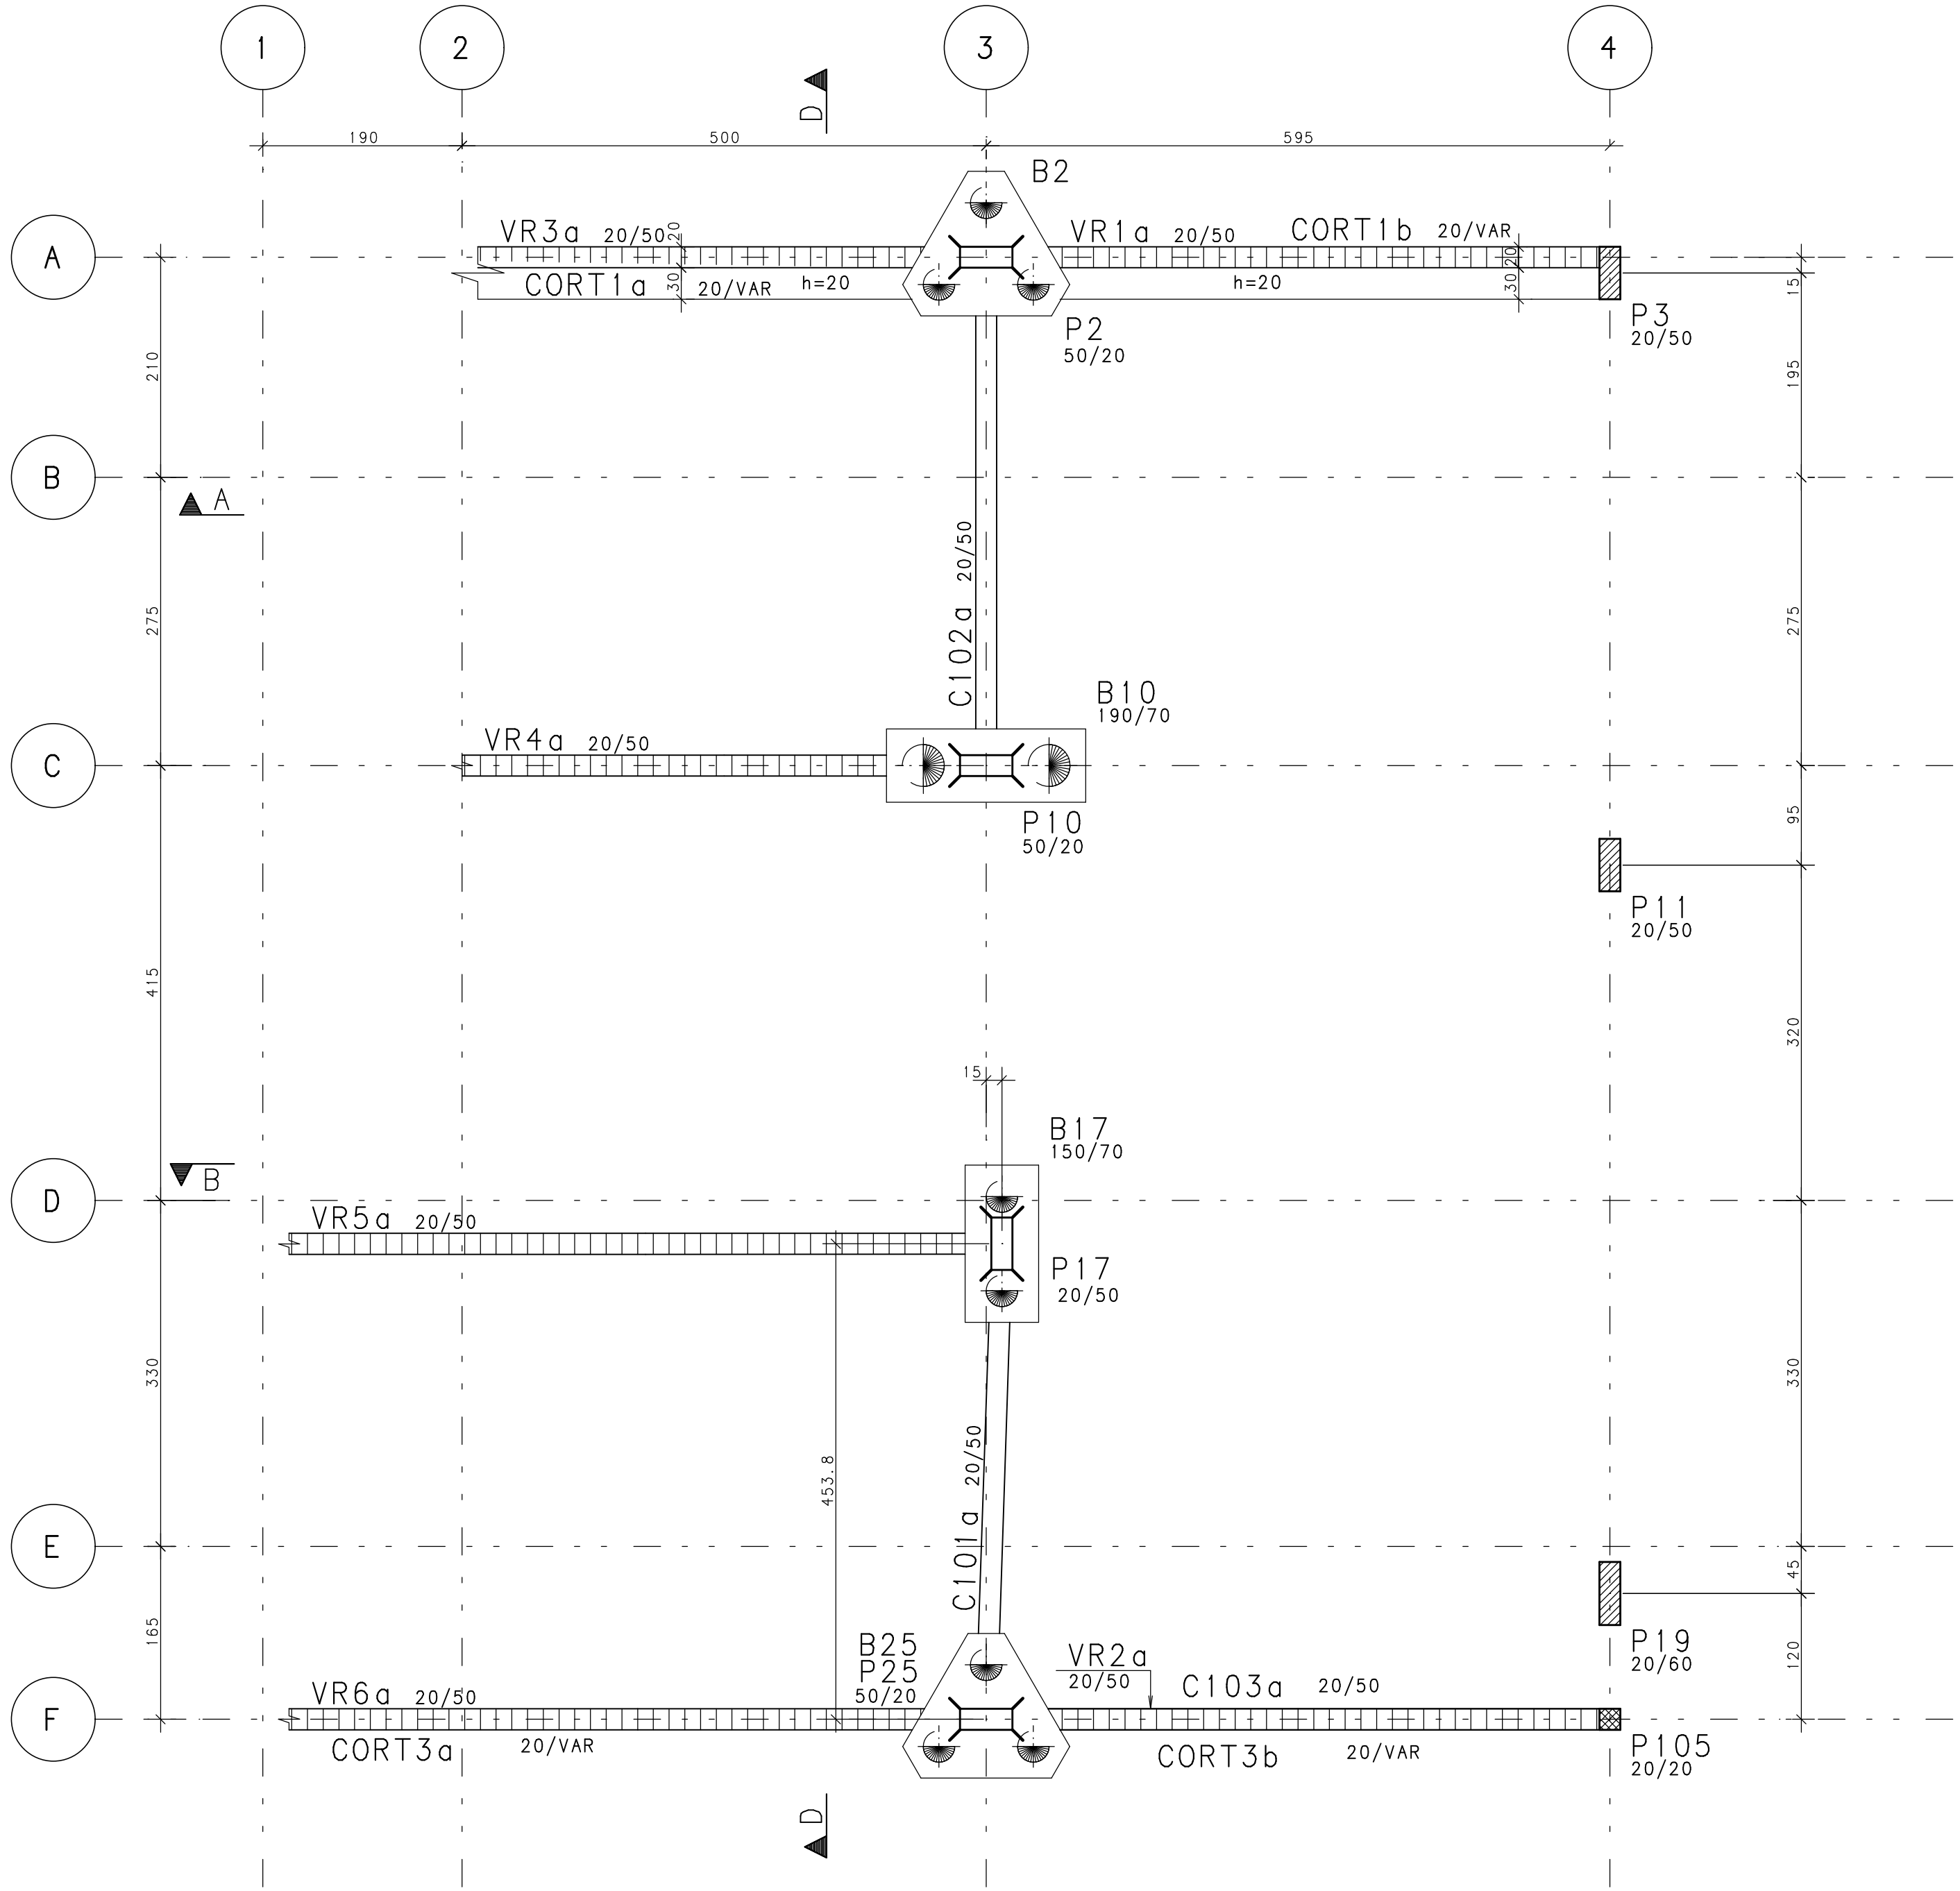 1
2
3
4
D
190
500
595
B2
A
VR3a 20/50
20
VR1a 20/50
CORT1b 20/VAR
20
CORT1a 20/VAR
30
h=20
h=20
30
15
P3
20/50
P2
50/20
210
195
B
A
C102a 20/50
275
275
B10
190/70
VR4a 20/50
C
P10
50/20
95
P11
20/50
415
320
15
B17
150/70
B
D
VR5a 20/50
P17
20/50
330
330
453.8
C101a 20/50
E
45
165
B25
P25
50/20
VR2a
20/50
P19
20/60
120
VR6a 20/50
C103a 20/50
F
CORT3a 20/VAR
CORT3b 20/VAR
P105
20/20
D